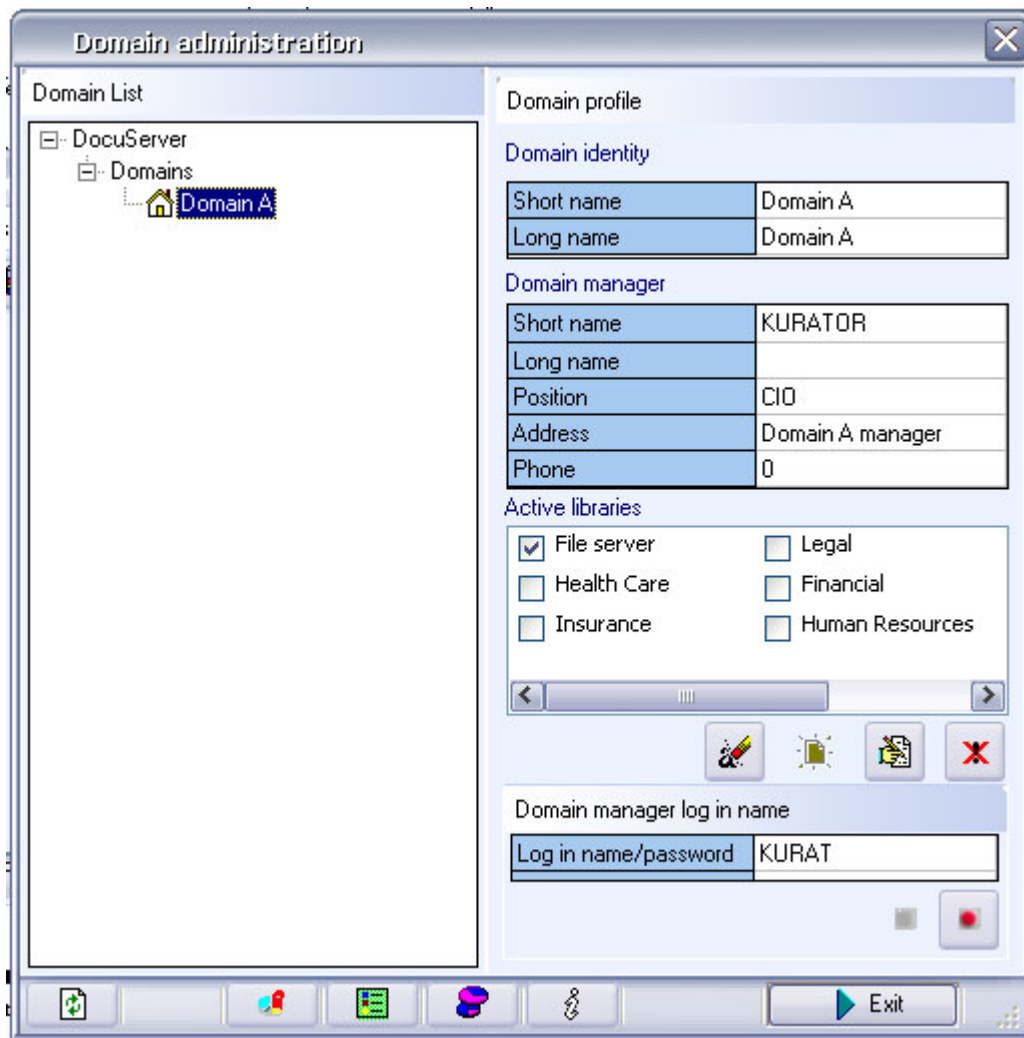 Domain administration
Domain List
DocuServer
Domains
Domain A
Domain profile
Domain identity
Short name Domain A
Long name Domain A
Domain manager
Short name KURATOR
Long name
Position CIO
Address Domain A manager
Phone 0
Active libraries
File server Legal
Health Care Financial
Insurance Human Resources
Domain manager log in name
Log in name/password KURAT
Exit